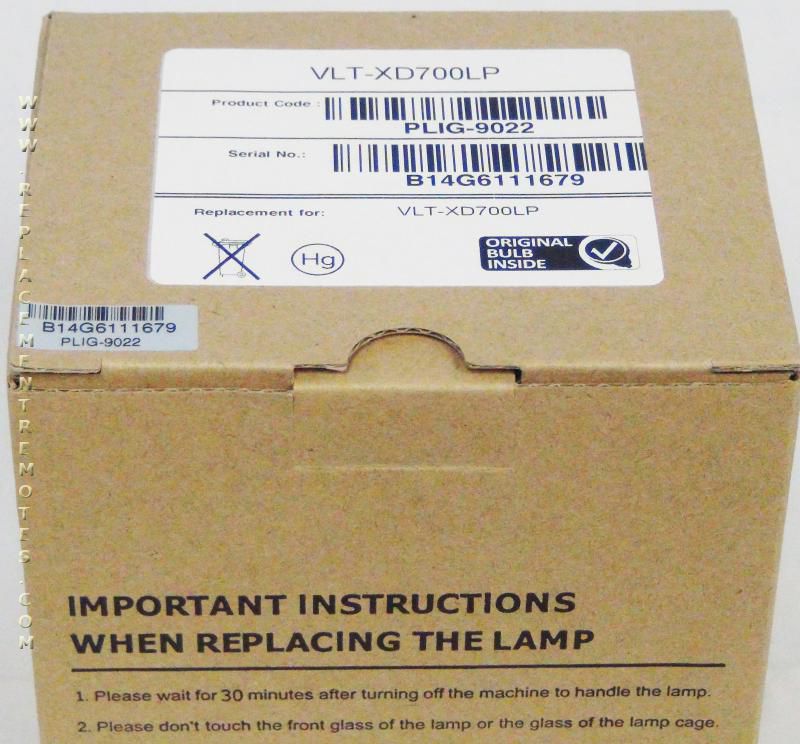 VLT-XD700LP
Product Code :
PLIG-9022
Serial No.:
B14G6111679
Replacement for: VLT-XD700LP
Hg
ORIGINAL
BULB
INSIDE
B14G6111679
PLIG-9022
WWW.REPLACEMENTREMOTES.COM
IMPORTANT INSTRUCTIONS
WHEN REPLACING THE LAMP
1. Please wait for 30 minutes after turning off the machine to handle the lamp.
2. Please don't touch the front glass of the lamp or the glass of the lamp cage.